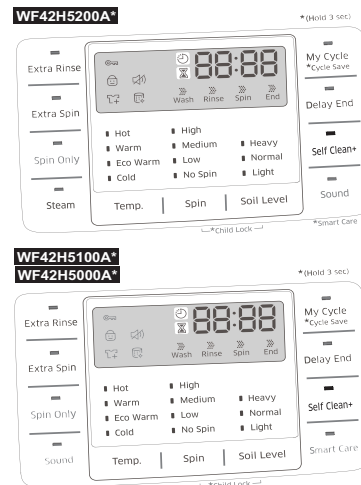 WF42H5200A*
*(Hold 3 sec)
Extra Rinse
Extra Spin
Spin Only
Steam
88:88
Wash Rinse Spin End
Hot
Warm
Eco Warm
Cold
High
Medium
Low
No Spin
Heavy
Normal
Light
Temp. Spin Soil Level
*Child Lock
My Cycle
*Cycle Save
Delay End
Self Clean+
Sound
*Smart Care
WF42H5100A*
WF42H5000A*
*(Hold 3 sec)
Extra Rinse
Extra Spin
Spin Only
Sound
88:88
Wash Rinse Spin End
Hot
Warm
Eco Warm
Cold
High
Medium
Low
No Spin
Heavy
Normal
Light
Temp. Spin Soil Level
*Child Lock
My Cycle
*Cycle Save
Delay End
Self Clean+
Smart Care